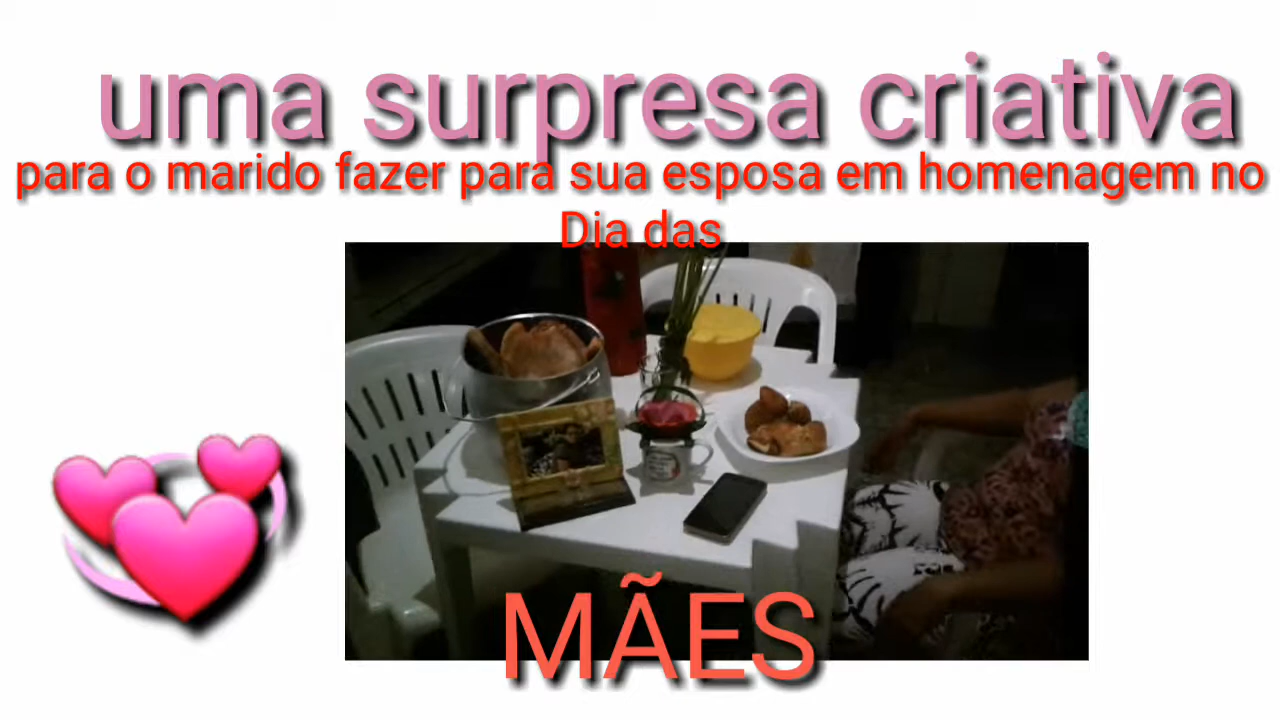 uma surpresa criativa
para o marido fazer para sua esposa em homenagem no
Dia das
MÃES